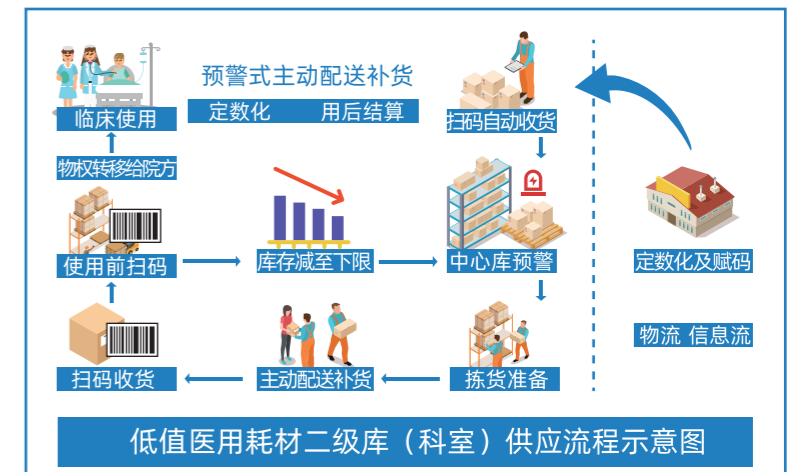 预警式主动配送补货
定数化 用后结算
临床使用
扫码自动收货
物权转移给院方
使用前扫码
库存减至下限
中心库预警
定数化及赋码
物流 信息流
扫码收货
主动配送补货
拣货准备
低值医用耗材二级库（科室）供应流程示意图